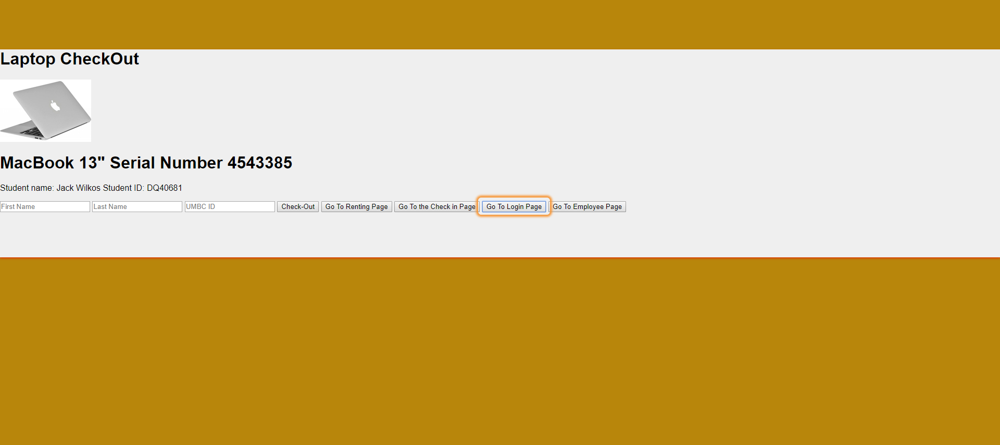 Laptop CheckOut
MacBook 13" Serial Number 4543385
Student name: Jack Wilkos Student ID: DQ40681
First Name Last Name UMBC ID Check-Out Go To Renting Page Go To the Check in Page Go To Login Page Go To Employee Page